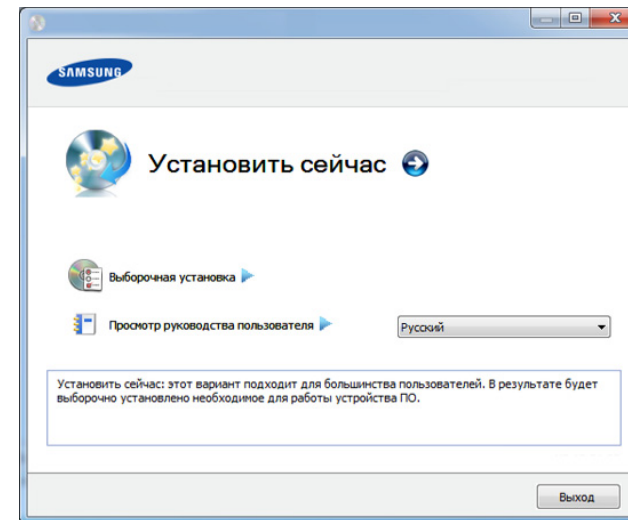 SAMSUNG
Установить сейчас
Выборочная установка
Просмотр руководства пользователя
Русский
Установить сейчас: этот вариант подходит для большинства пользователей. В результате будет
выборочно установлено необходимое для работы устройства ПО.
Выход